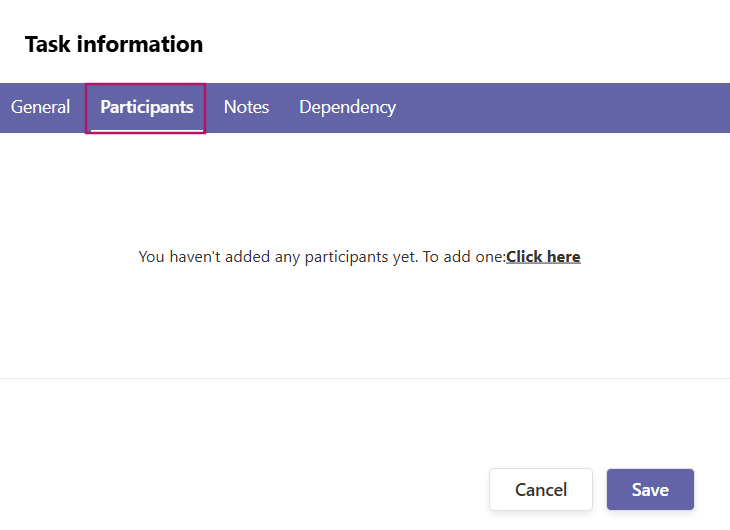 Task information
General Participants Notes Dependency
You haven't added any participants yet. To add one:Click here
Cancel Save